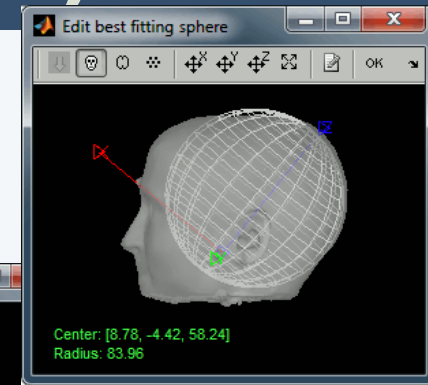 Edit best fitting sphere
X Y Z OK
X
Z
Y
Center: [8.78, -4.42, 58.24]
Radius: 83.96